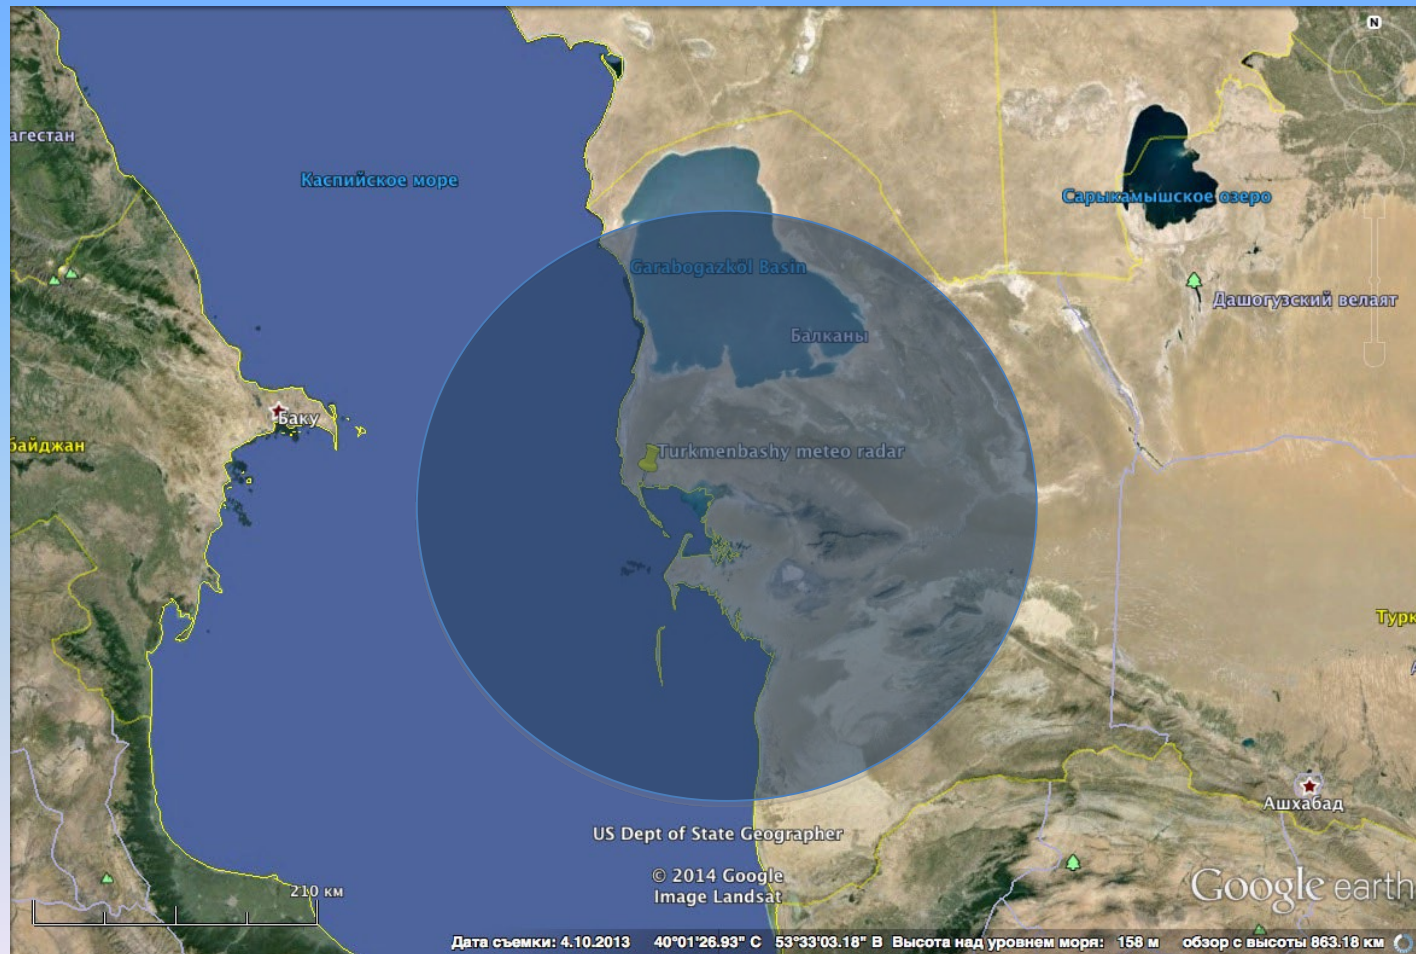 N
агестан
Каспийское море
Сарыкамышское озеро
Garabogazköl Basin
Дашогузский велаят
Балканы
Баку
байджан
Turkmenbashy meteo radar
Турк
Ашхабад
US Dept of State Geographer
© 2014 Google
Image Landsat
210 км
Google earth
Дата съемки: 4.10.2013 40°01'26.93" С 53°33'03.18" В Высота над уровнем моря: 158 м обзор с высоты 863.18 км